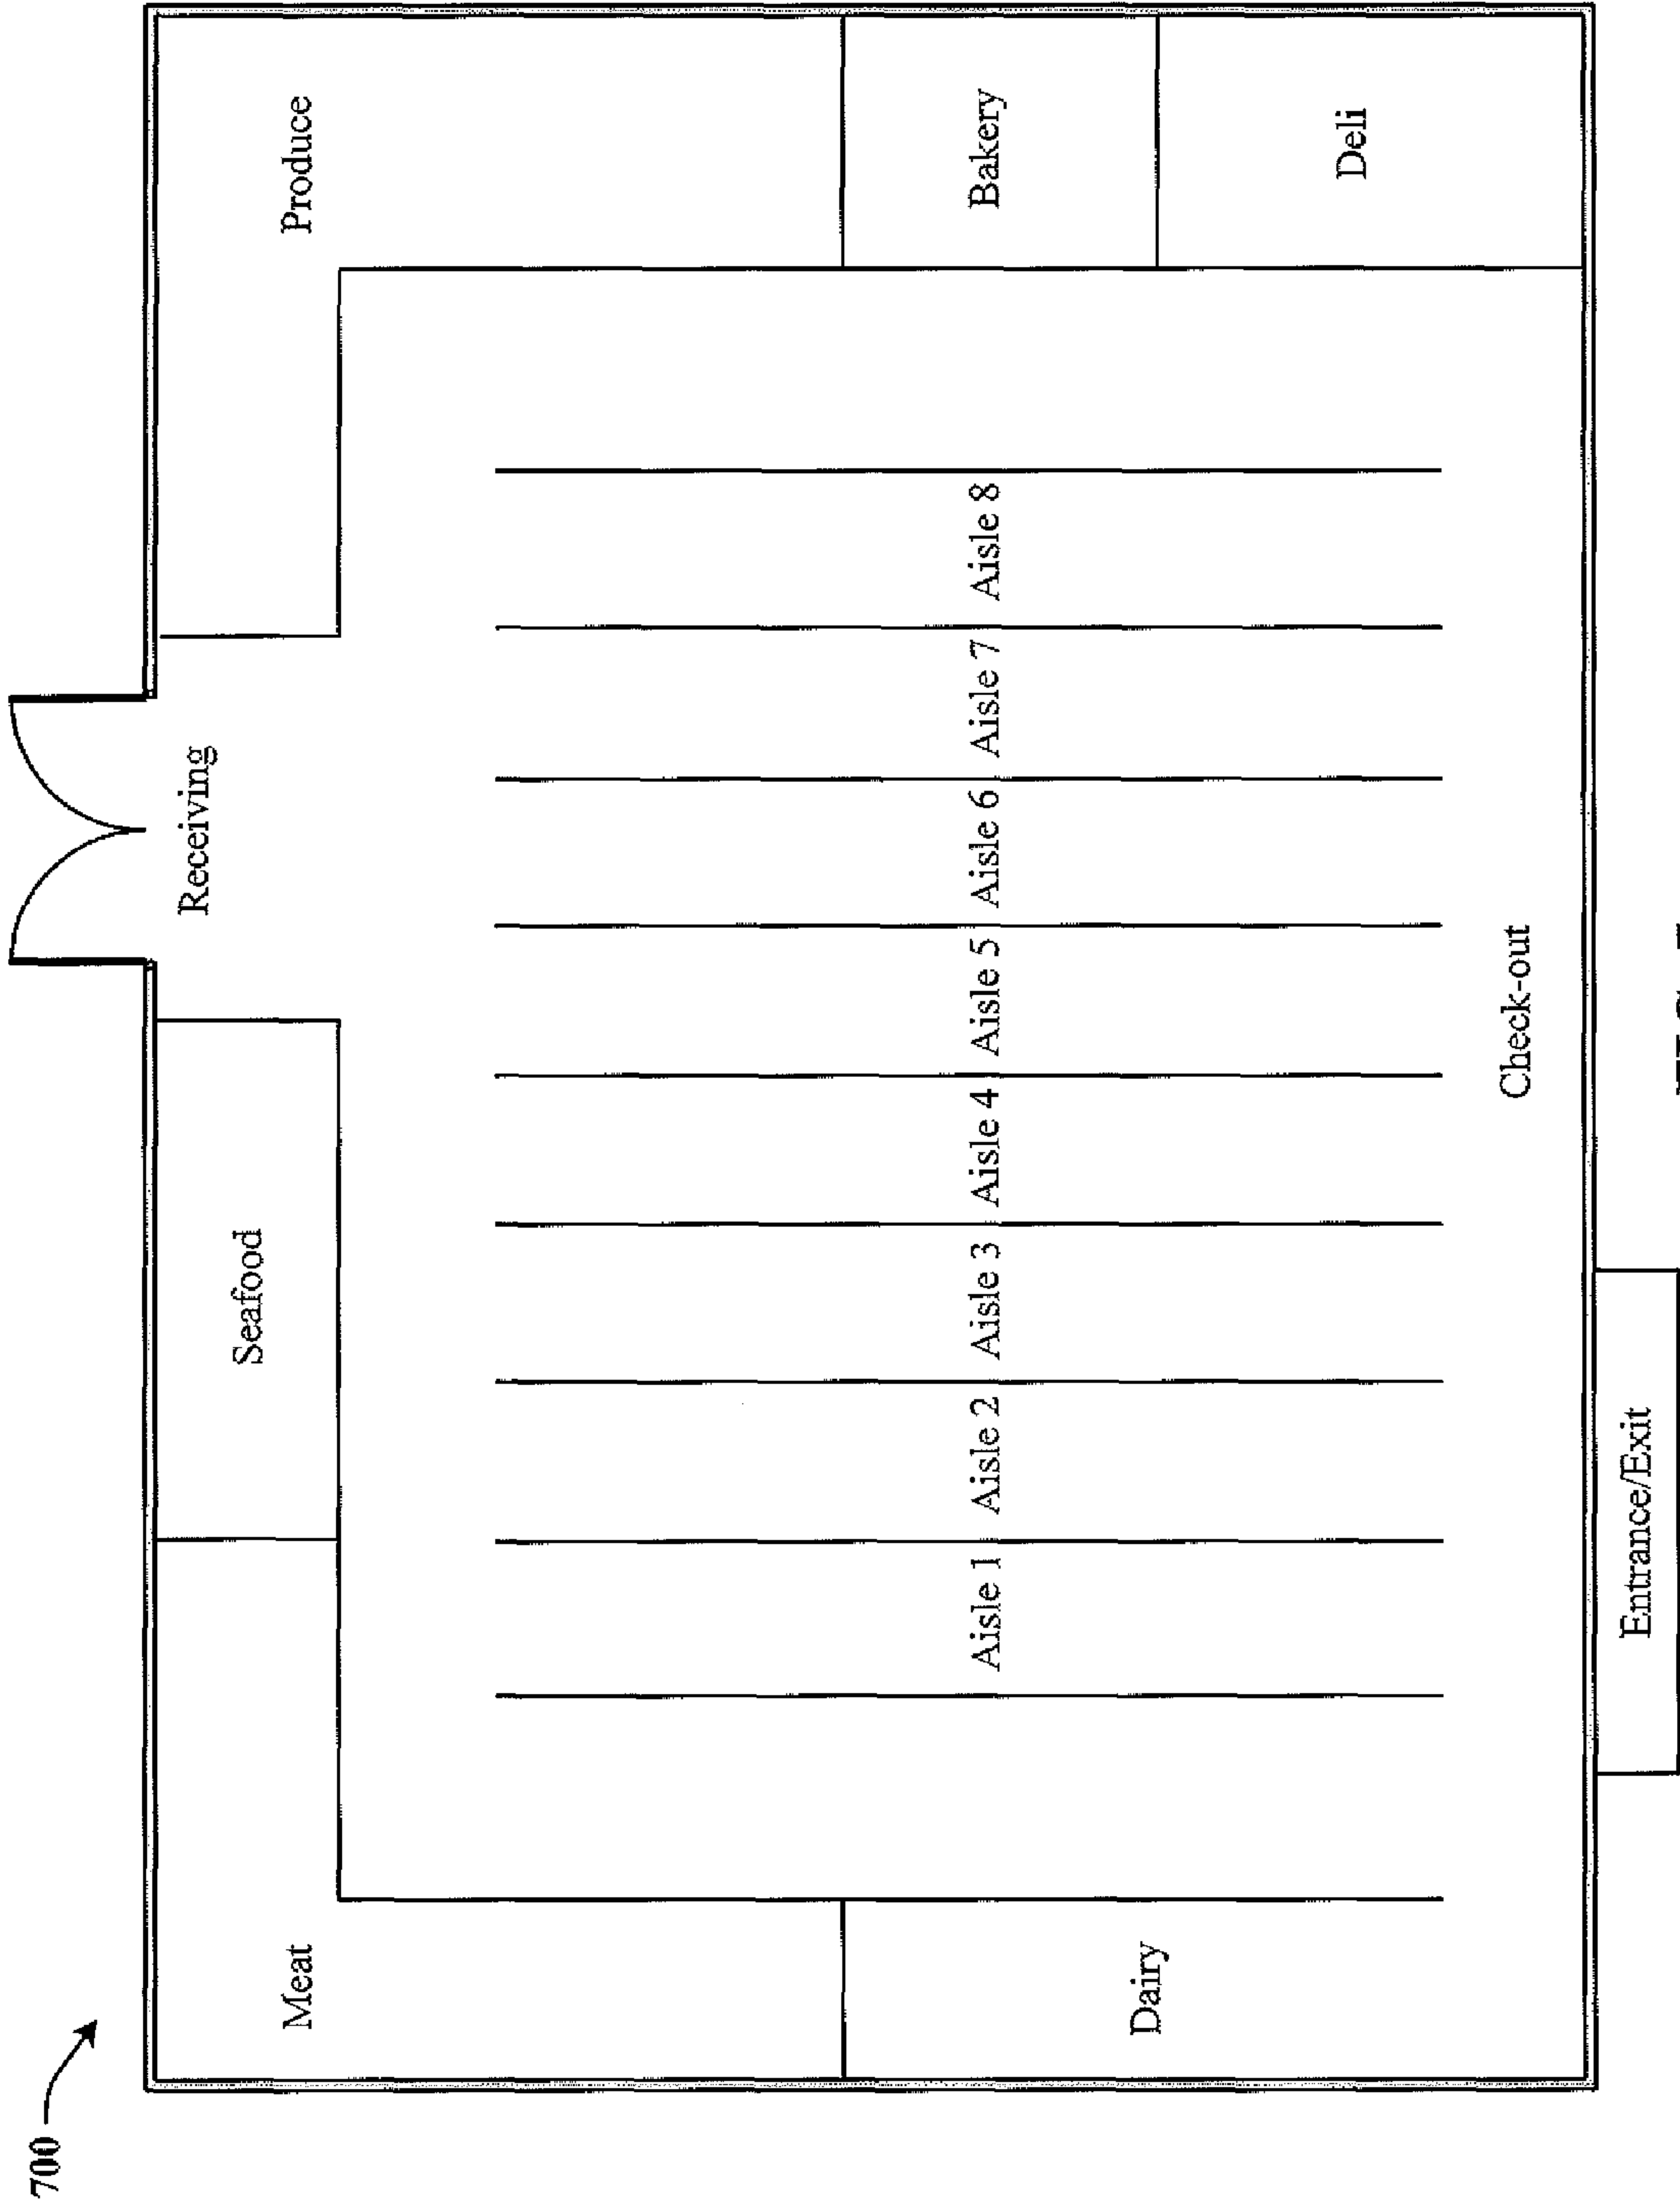 700
Receiving
Seafood
Meat
Produce
Aisle 1 Aisle 2 Aisle 3 Aisle 4 Aisle 5 Aisle 6 Aisle 7 Aisle 8
Bakery
Dairy
Deli
Check-out
Entrance/Exit